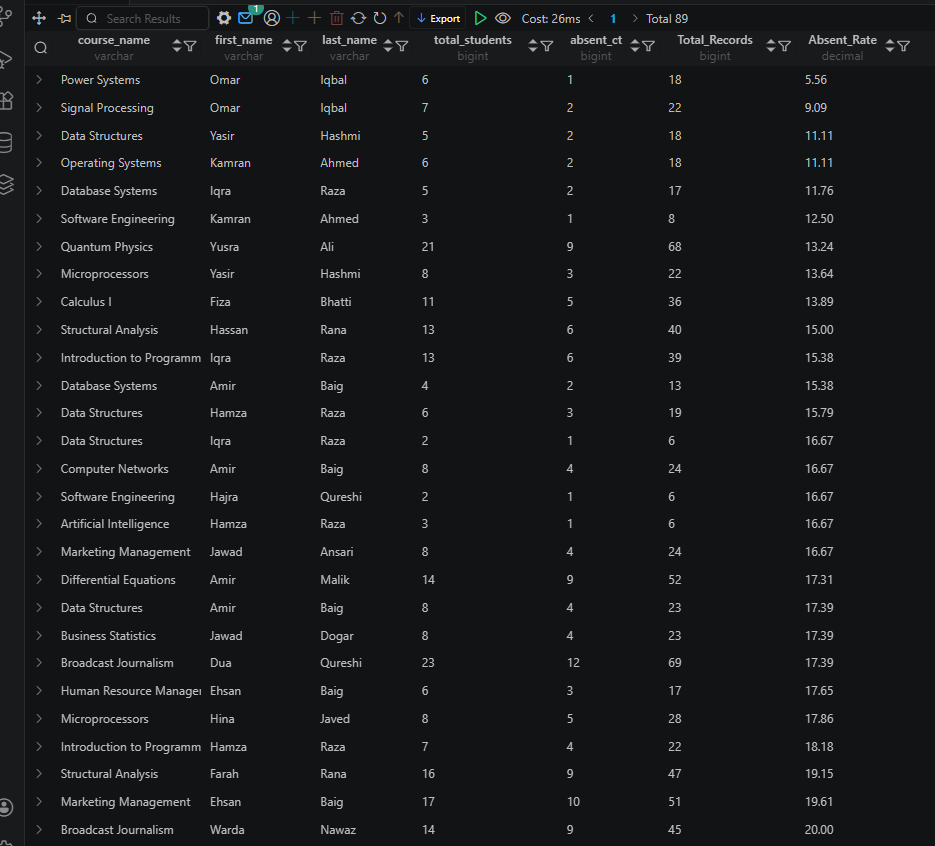 Search Results 1 Export Cost: 26ms 1 Total 89
course_name first_name last_name total_students absent_ct Total_Records Absent_Rate
varchar varchar varchar bigint bigint bigint decimal
Power Systems Omar Iqbal 6 1 18 5.56
Signal Processing Omar Iqbal 7 2 22 9.09
Data Structures Yasir Hashmi 5 2 18 11.11
Operating Systems Kamran Ahmed 6 2 18 11.11
Database Systems Iqra Raza 5 2 17 11.76
Software Engineering Kamran Ahmed 3 1 8 12.50
Quantum Physics Yusra Ali 21 9 68 13.24
Microprocessors Yasir Hashmi 8 3 22 13.64
Calculus I Fiza Bhatti 11 5 36 13.89
Structural Analysis Hassan Rana 13 6 40 15.00
Introduction to Programm Iqra Raza 13 6 39 15.38
Database Systems Amir Baig 4 2 13 15.38
Data Structures Hamza Raza 6 3 19 15.79
Data Structures Iqra Raza 2 1 6 16.67
Computer Networks Amir Baig 8 4 24 16.67
Software Engineering Hajra Qureshi 2 1 6 16.67
Artificial Intelligence Hamza Raza 3 1 6 16.67
Marketing Management Jawad Ansari 8 4 24 16.67
Differential Equations Amir Malik 14 9 52 17.31
Data Structures Amir Baig 8 4 23 17.39
Business Statistics Jawad Dogar 8 4 23 17.39
Broadcast Journalism Dua Qureshi 23 12 69 17.39
Human Resource Manager Ehsan Baig 6 3 17 17.65
Microprocessors Hina Javed 8 5 28 17.86
Introduction to Programm Hamza Raza 7 4 22 18.18
Structural Analysis Farah Rana 16 9 47 19.15
Marketing Management Ehsan Baig 17 10 51 19.61
Broadcast Journalism Warda Nawaz 14 9 45 20.00